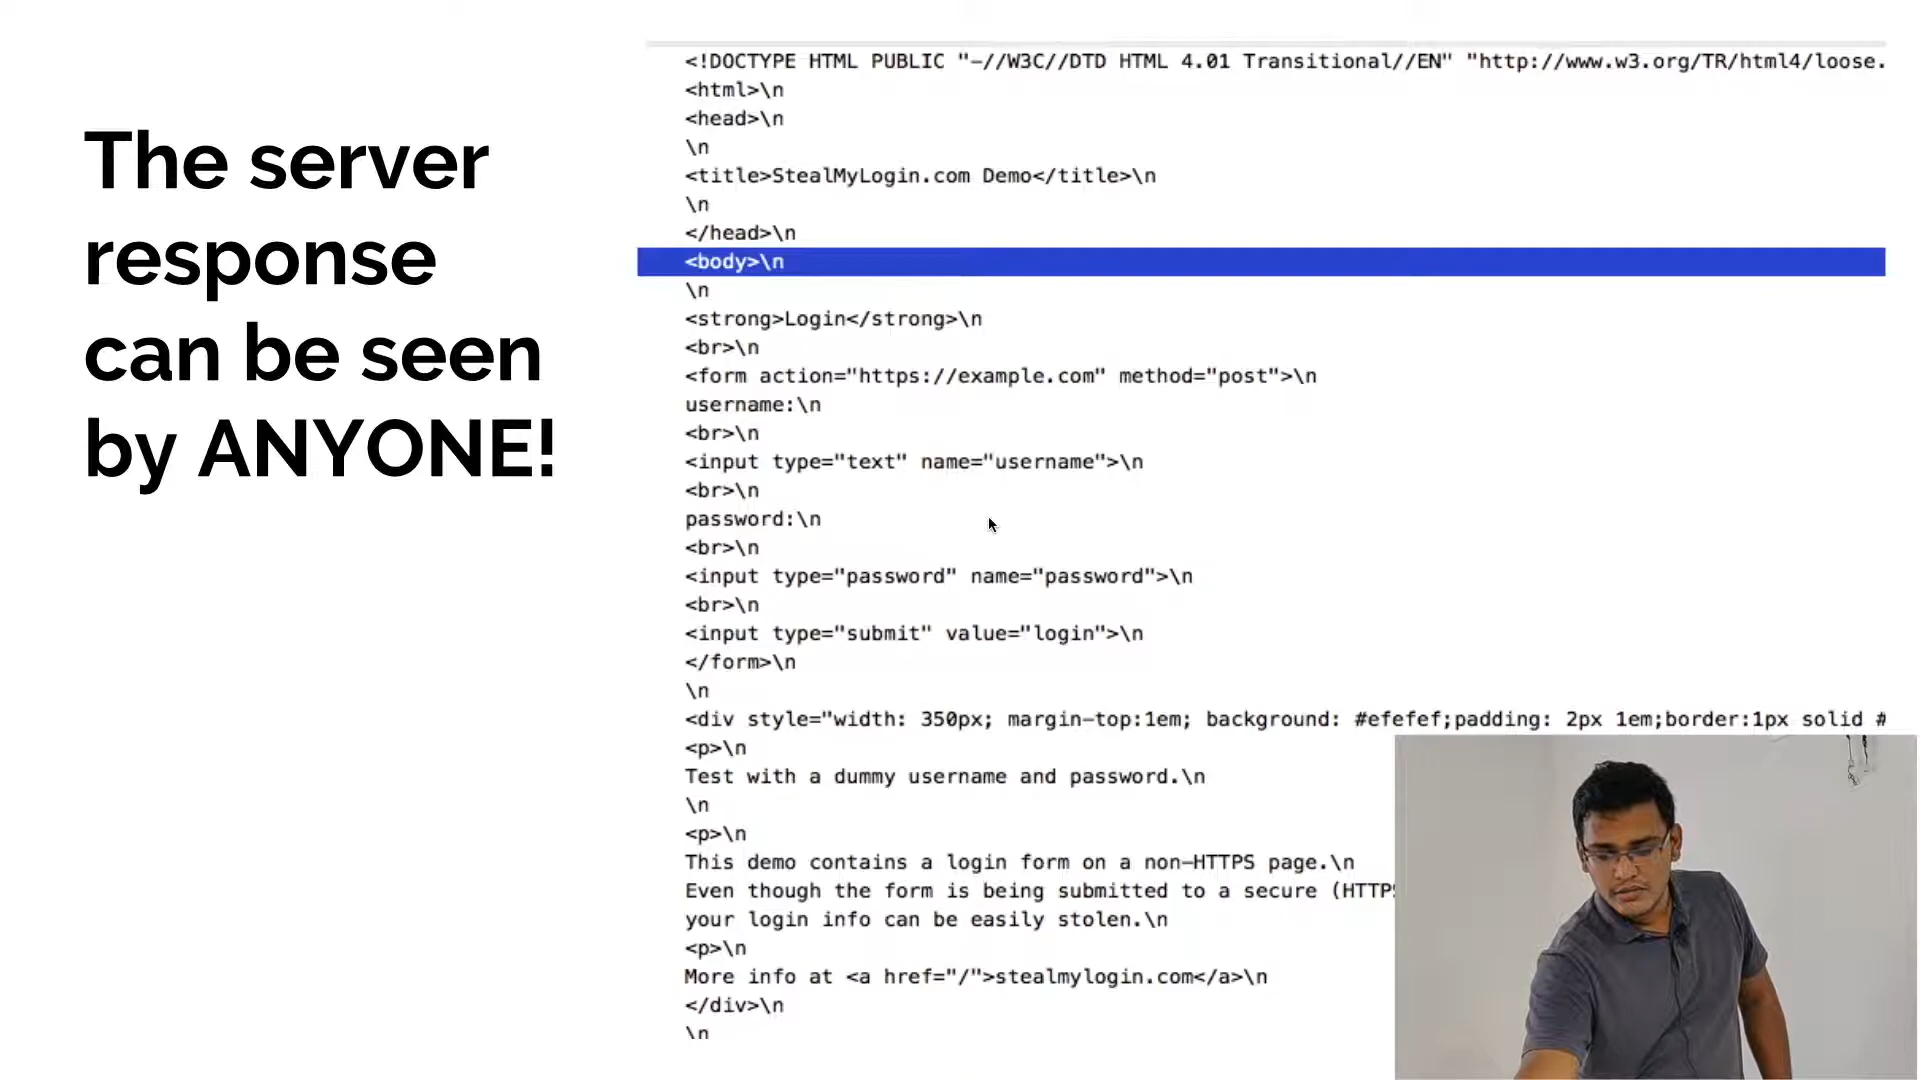 The server
response
can be seen
by ANYONE!
<!DOCTYPE HTML PUBLIC "-//W3C//DTD HTML 4.01 Transitional//EN" "http://www.w3.org/TR/html4/loose.
<html>\n
<head>\n
\n
<title>StealMyLogin.com Demo</title>\n
\n
</head>\n
<body>\n
\n
<strong>Login</strong>\n
<br>\n
<form action="https://example.com" method="post">\n
username:\n
<br>\n
<input type="text" name="username">\n
<br>\n
password:\n
<br>\n
<input type="password" name="password">\n
<br>\n
<input type="submit" value="login">\n
</form>\n
\n
<div style="width: 350px; margin-top:1em; background: #efefef;padding: 2px 1em;border:1px solid #
<p>\n
Test with a dummy username and password.\n
\n
<p>\n
This demo contains a login form on a non-HTTPS page.\n
Even though the form is being submitted to a secure (HTTPS
your login info can be easily stolen.\n
<p>\n
More info at <a href="/">stealmylogin.com</a>\n
</div>\n
\n